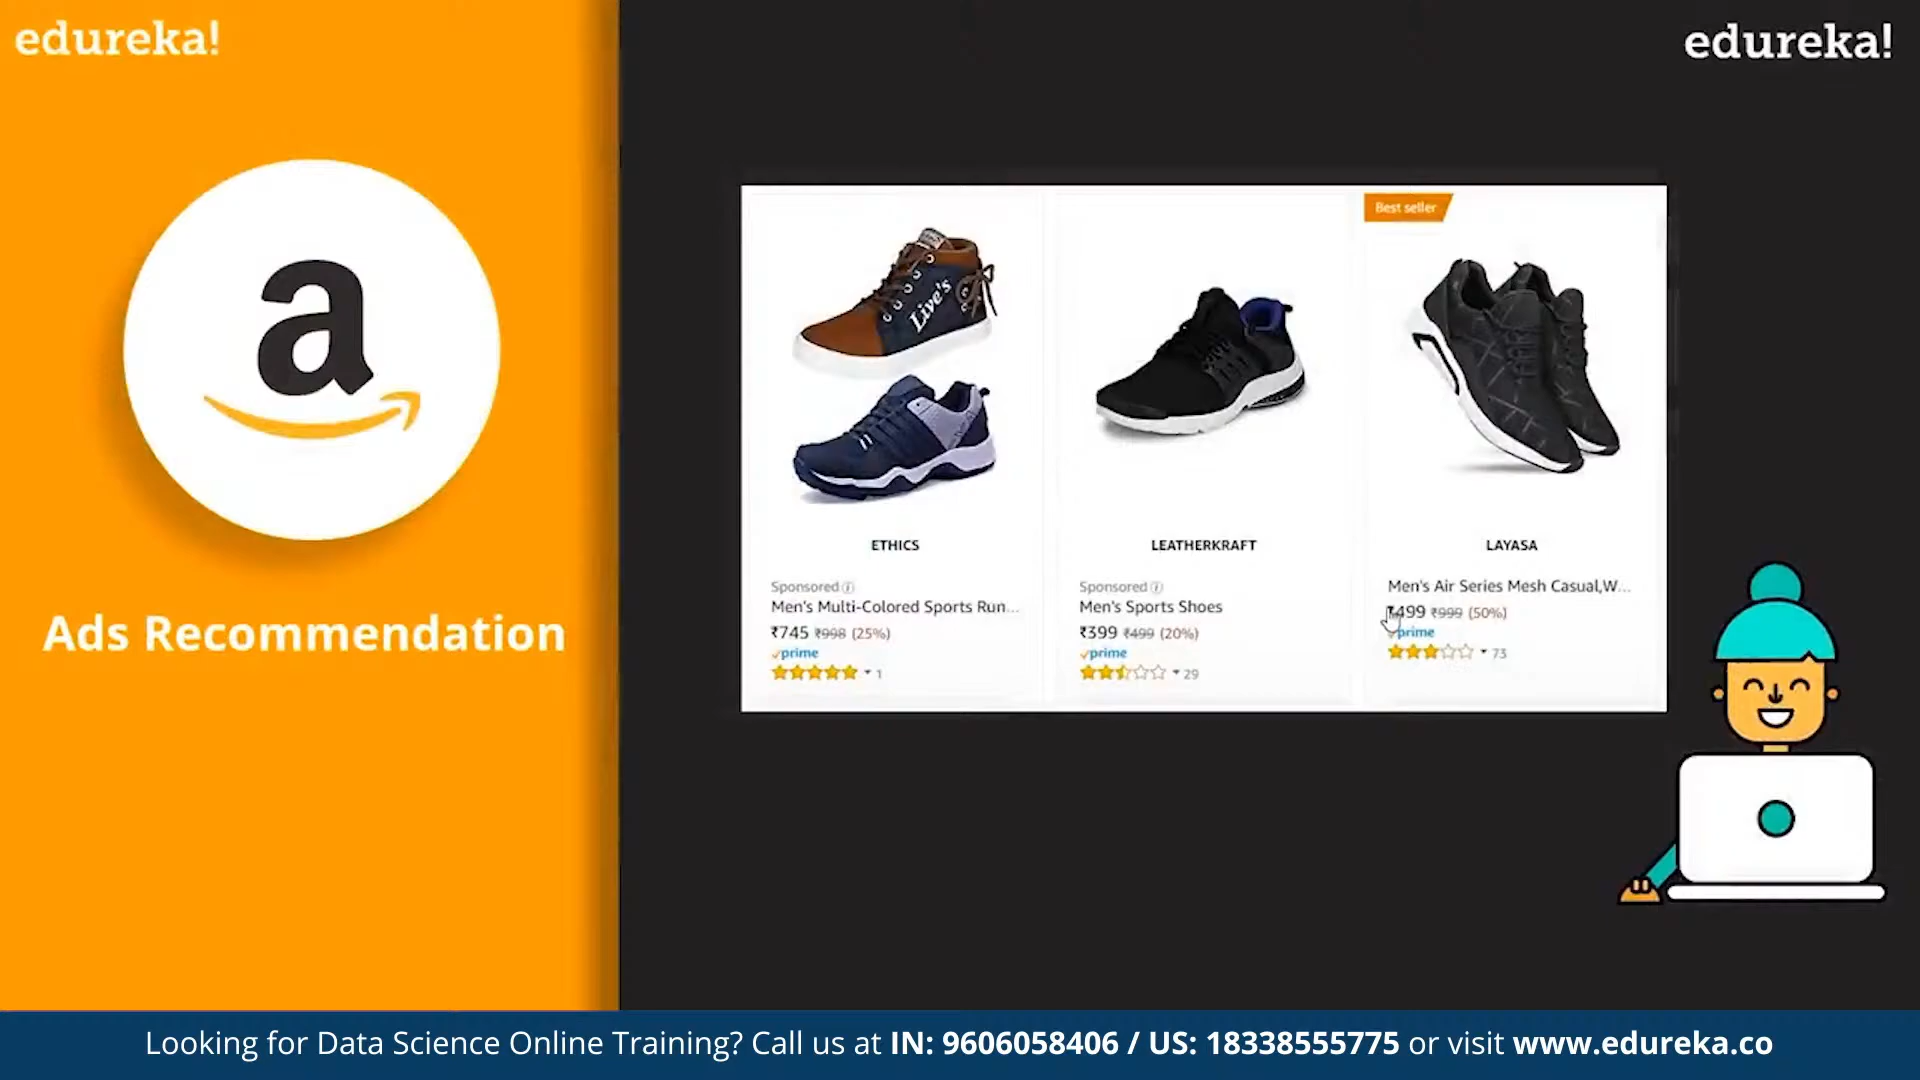 edureka!
edureka!
a
Ads Recommendation
Best seller
Live's
ETHICS
Sponsored
Men's Multi-Colored Sports Run...
₹745 ₹998 (25%)
prime
1
LEATHERKRAFT
Sponsored
Men's Sports Shoes
₹399 ₹499 (20%)
prime
29
LAYASA
Men's Air Series Mesh Casual,W...
₹499 ₹999 (50%)
prime
73
Looking for Data Science Online Training? Call us at IN: 9606058406 / US: 18338555775 or visit www.edureka.co